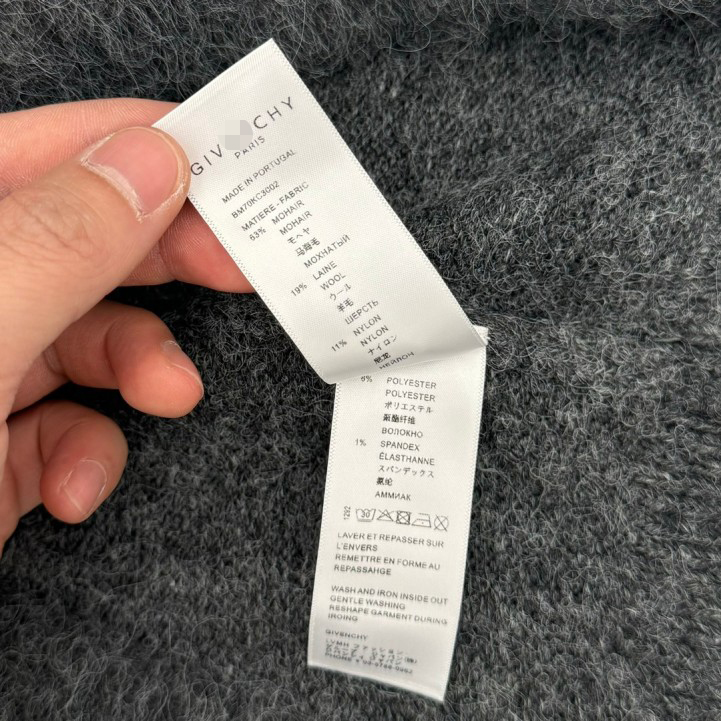 GIV CHY
PARIS
MADE IN PORTUGAL
BM70KC3002
MATIERE - FABRIC
63% MOHAIR
MOHAIR
モヘヤ
马海毛
МОХНАТЫЙ
19% LAINE
WOOL
ウール
羊毛
ШЕРСТЬ
11% NYLON
NYLON
ナイロン
6% POLYESTER
POLYESTER
ポリエステル
聚酯纤维
ВОЛОКНО
1% SPANDEX
ÉLASTHANNE
スパンデックス
氨纶
АММИАК
1292
LAVER ET REPASSER SUR
L'ENVERS
REMETTRE EN FORME AU
REPASSAHGE
WASH AND IRON INSIDE OUT
GENTLE WASHING
RESHAPE GARMENT DURING
IROING
GIVENCHY
LVMH